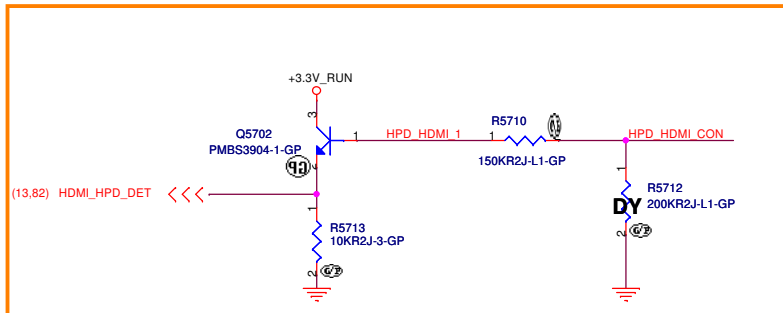 +3.3V_RUN
3
Q5702
PMBS3904-1-GP
1
HPD_HDMI_1
1
R5710
150KR2J-L1-GP
HPD_HDMI_CON
GP
2
(13,82) HDMI_HPD_DET
1
R5713
10KR2J-3-GP
2
1
R5712
200KR2J-L1-GP
DY
2